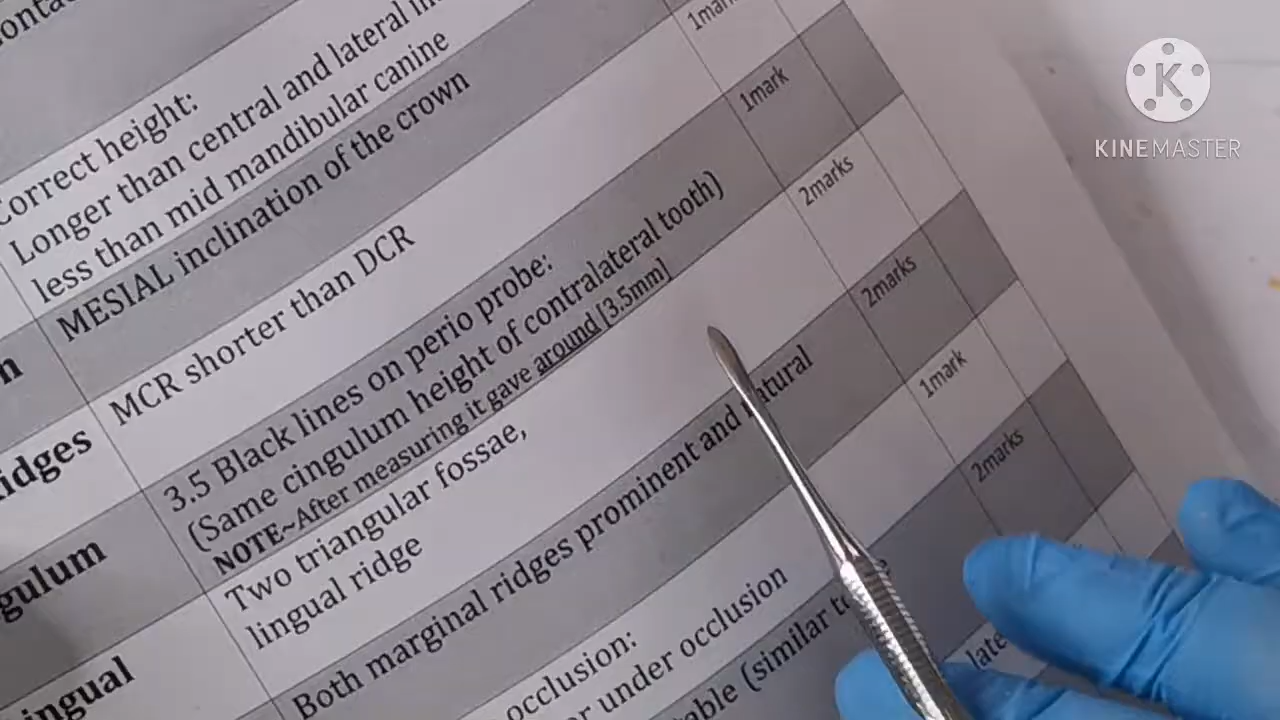 Correct height:
Longer than central and lateral
less than mid mandibular canine
1mark
MESIAL inclination of the crown
1mark
MCR shorter than DCR
2marks
3.5 Black lines on perio probe:
(Same cingulum height of contralateral tooth)
NOTE~After measuring it gave around [3.5mm]
2marks
Two triangular fossae,
lingual ridge
1mark
Both marginal ridges prominent and natural
2marks
occlusion:
or under occlusion
(similar
K
KINEMASTER